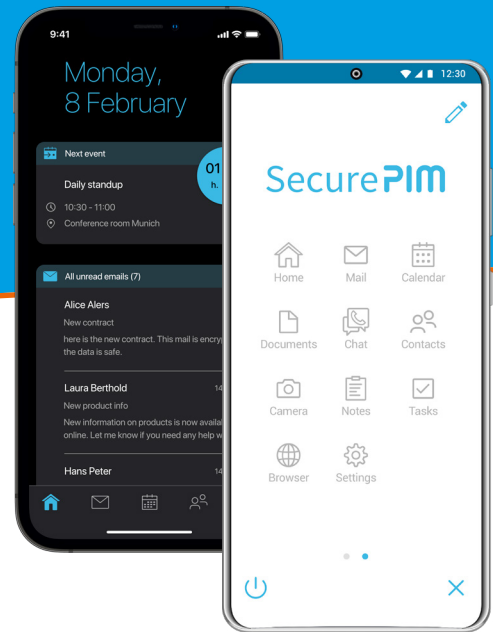 9:41
Monday,
8 February
Next event
01
h.
Daily standup
10:30 - 11:00
Conference room Munich
All unread emails (7)
Alice Alers
New contract
here is the new contract. This mail is encryp
the data is safe.
Laura Berthold 14
New product info
New information on products is now availa
online. Let me know if you need any help w
Hans Peter 14
12:30
SecurePIM
Home Mail Calendar
Documents Chat Contacts
Camera Notes Tasks
Browser Settings